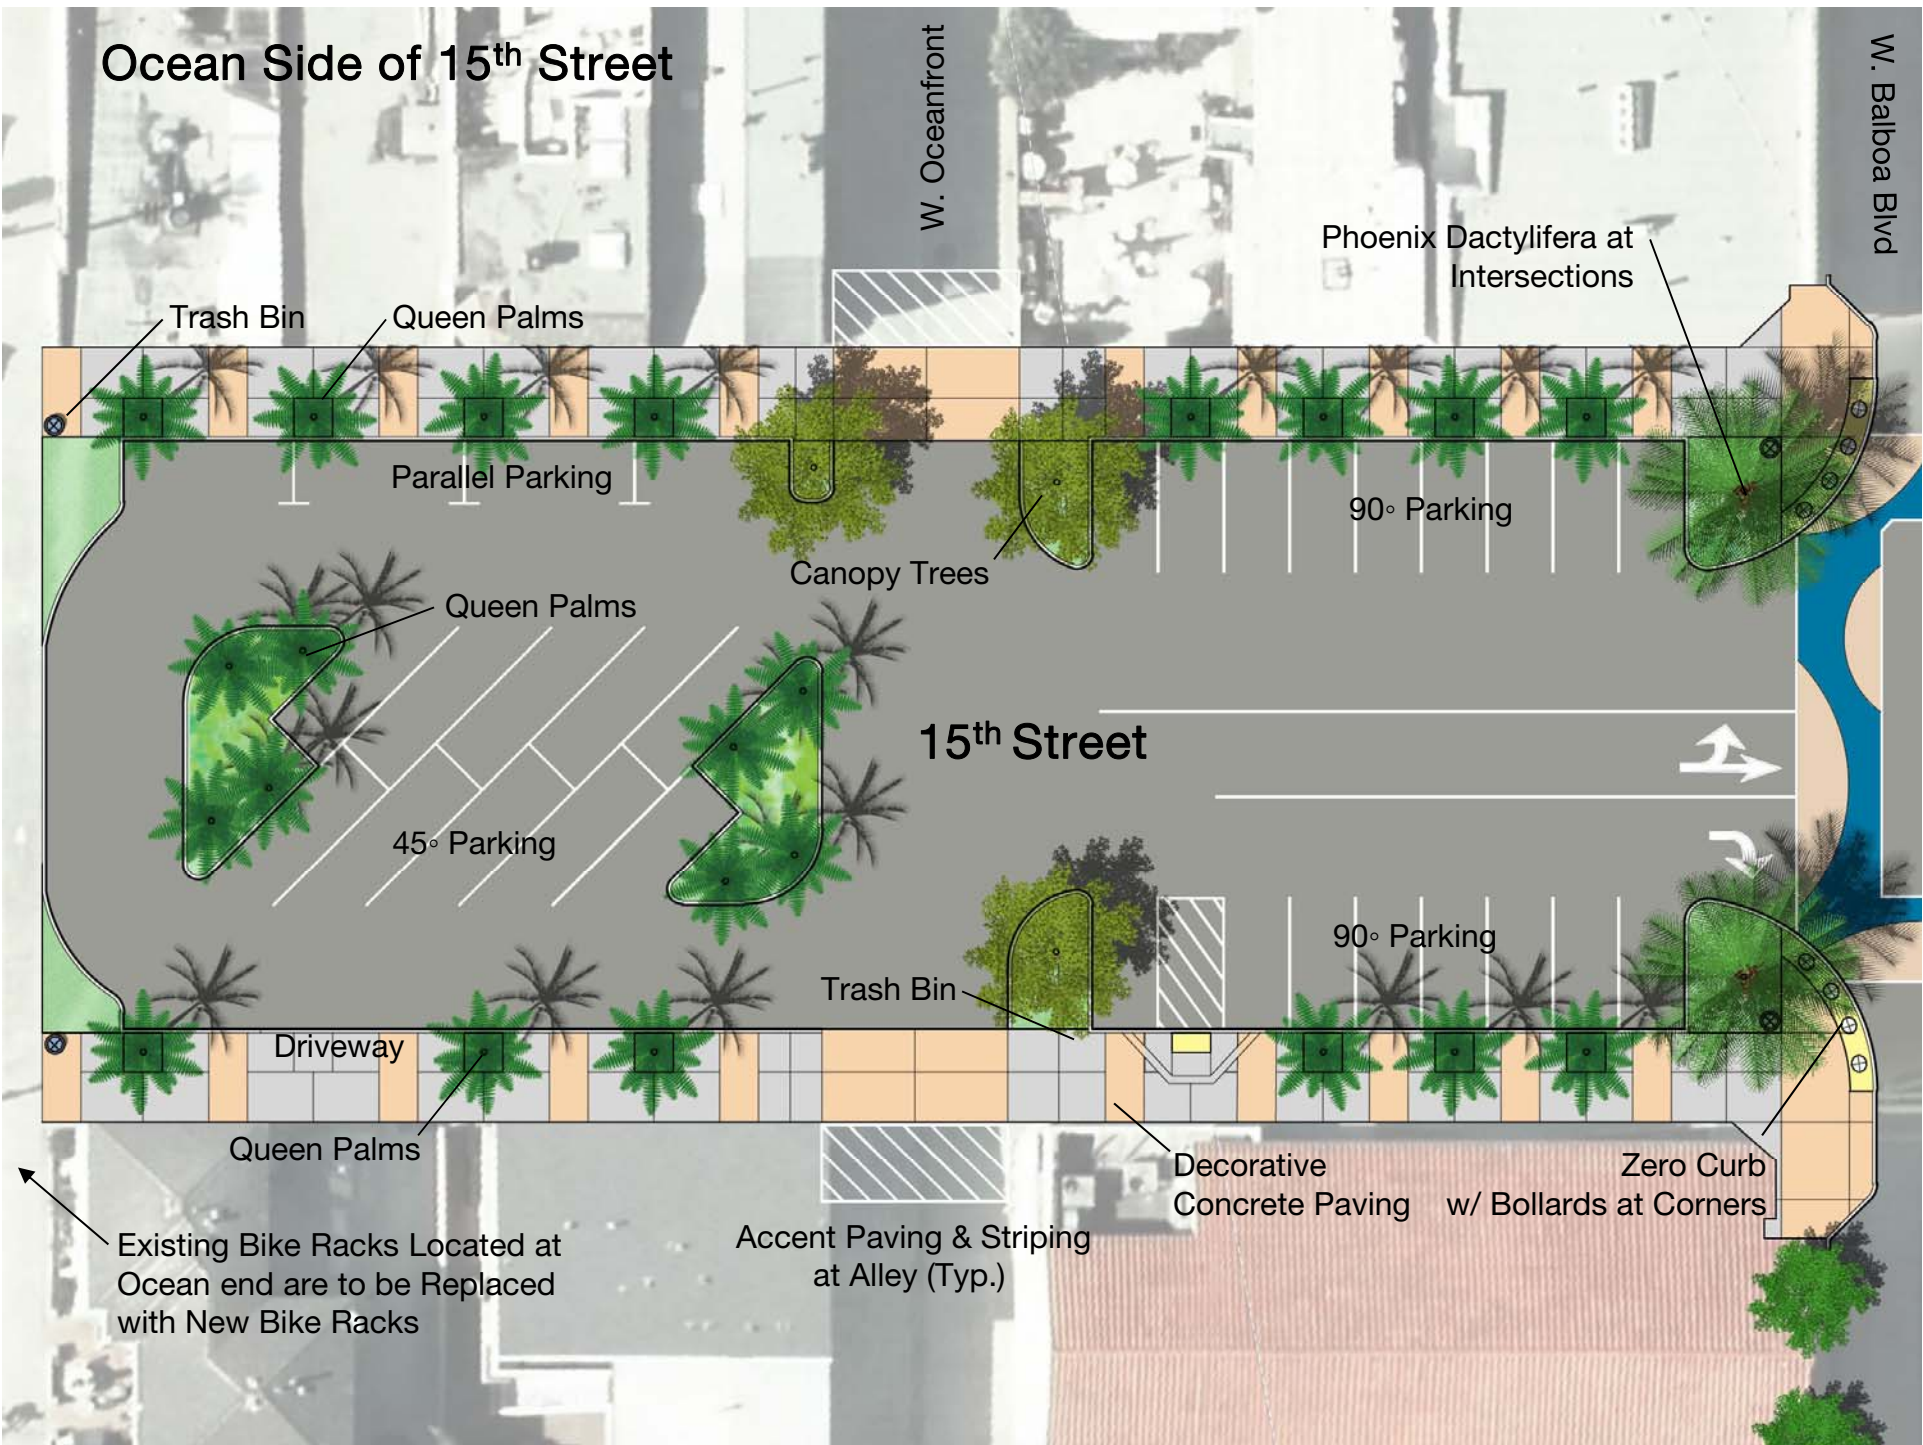 Ocean Side of 15th Street
W. Oceanfront
W. Balboa Blvd
Phoenix Dactylifera at
Intersections
Trash Bin
Queen Palms
Parallel Parking
90◦ Parking
Canopy Trees
Queen Palms
15th Street
45◦ Parking
90◦ Parking
Trash Bin
Driveway
Queen Palms
Decorative
Concrete Paving
Zero Curb
w/ Bollards at Corners
Existing Bike Racks Located at
Ocean end are to be Replaced
with New Bike Racks
Accent Paving & Striping
at Alley (Typ.)